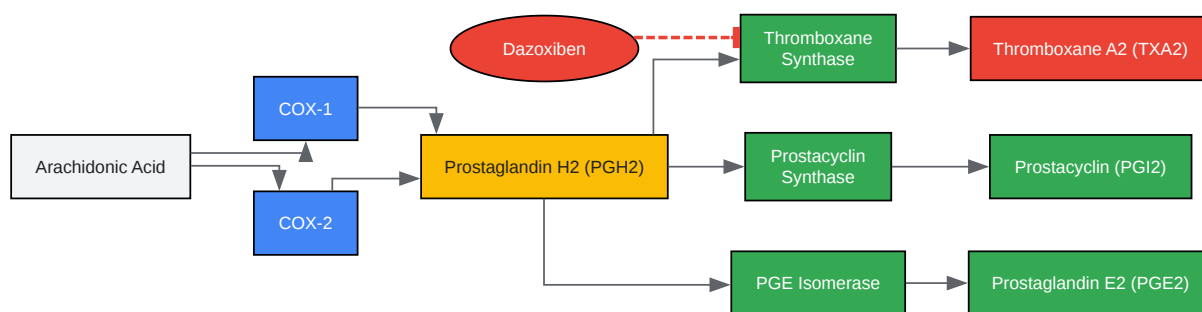 Dazoxiben
Thromboxane
Synthase
Thromboxane A2 (TXA2)
COX-1
Arachidonic Acid
Prostaglandin H2 (PGH2)
Prostacyclin
Synthase
Prostacyclin (PGI2)
COX-2
PGE Isomerase
Prostaglandin E2 (PGE2)